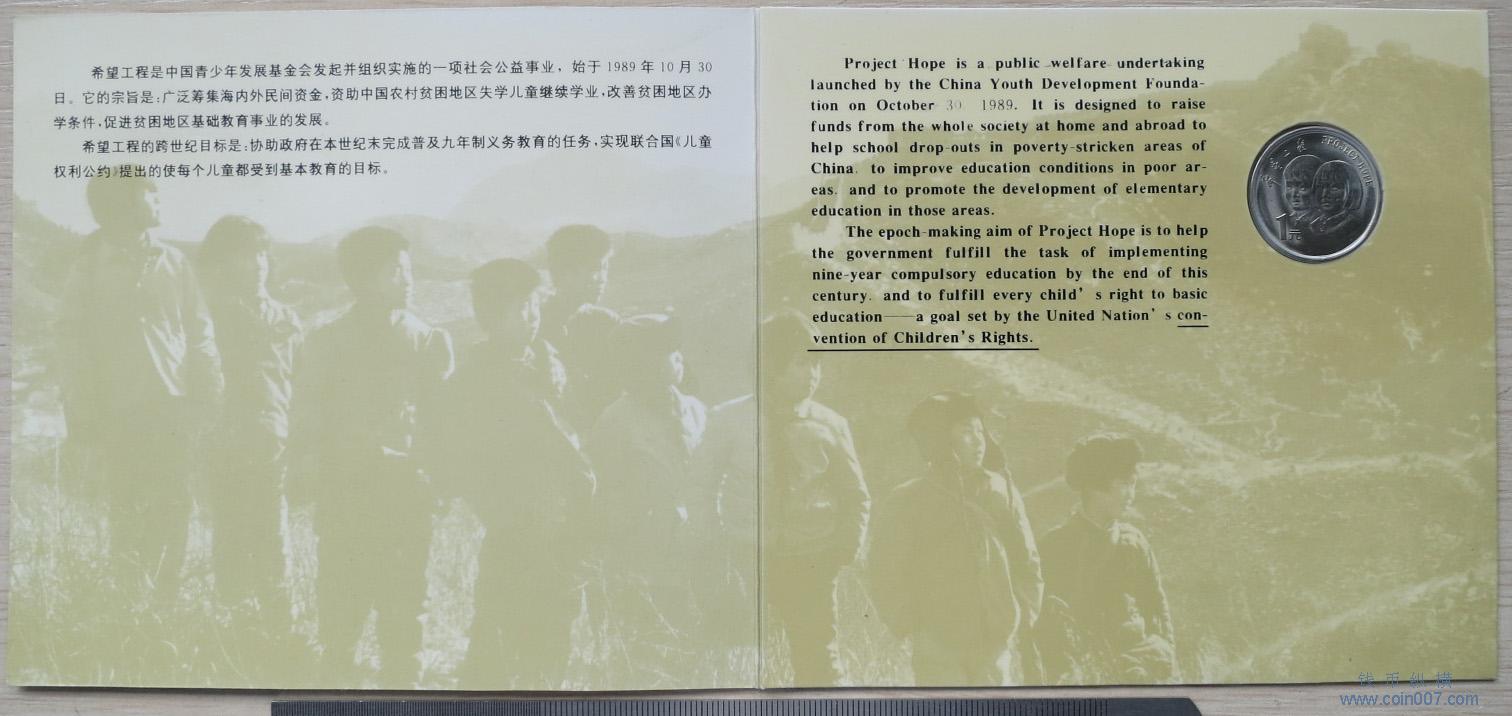 希望工程是中国青少年发展基金会发起并组织实施的一项社会公益事业，始于1989年10月30
日。它的宗旨是:广泛筹集海内外民间资金,资助中国农村贫困地区失学儿童继续学业,改善贫困地区办
学条件,促进贫困地区基础教育事业的发展。
希望工程的跨世纪目标是:协助政府在本世纪末完成普及九年制义务教育的任务,实现联合国《儿童
权利公约》提出的使每个儿童都受到基本教育的目标。
Project Hope is a public welfare undertaking
launched by the China Youth Development Founda-
tion on October 30 1989. It is designed to raise
funds from the whole society at home and abroad to
help school drop-outs in poverty-stricken areas of
China. to improve education conditions in poor ar-
eas. and to promote the development of elementary
education in those areas.
The epoch-making aim of Project Hope is to help
the government fulfill the task of implementing
nine-year compulsory education by the end of this
century. and to fulfill every child’s right to basic
education——a goal set by the United Nation’s con-
vention of Children’s Rights.
希望工程 PROJECT HOPE
1元
钱币纵横
www.coin007.com